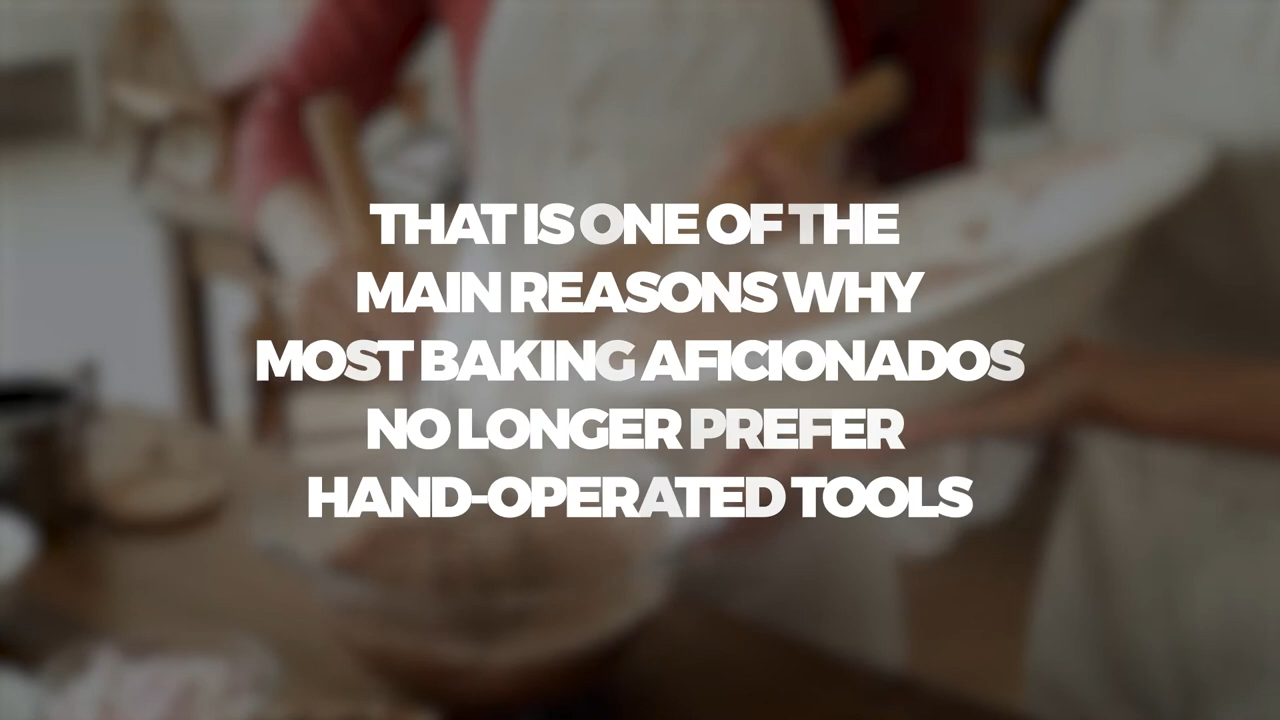 THAT IS ONE OF THE
MAIN REASONS WHY
MOST BAKING AFICIONADOS
NO LONGER PREFER
HAND-OPERATED TOOLS